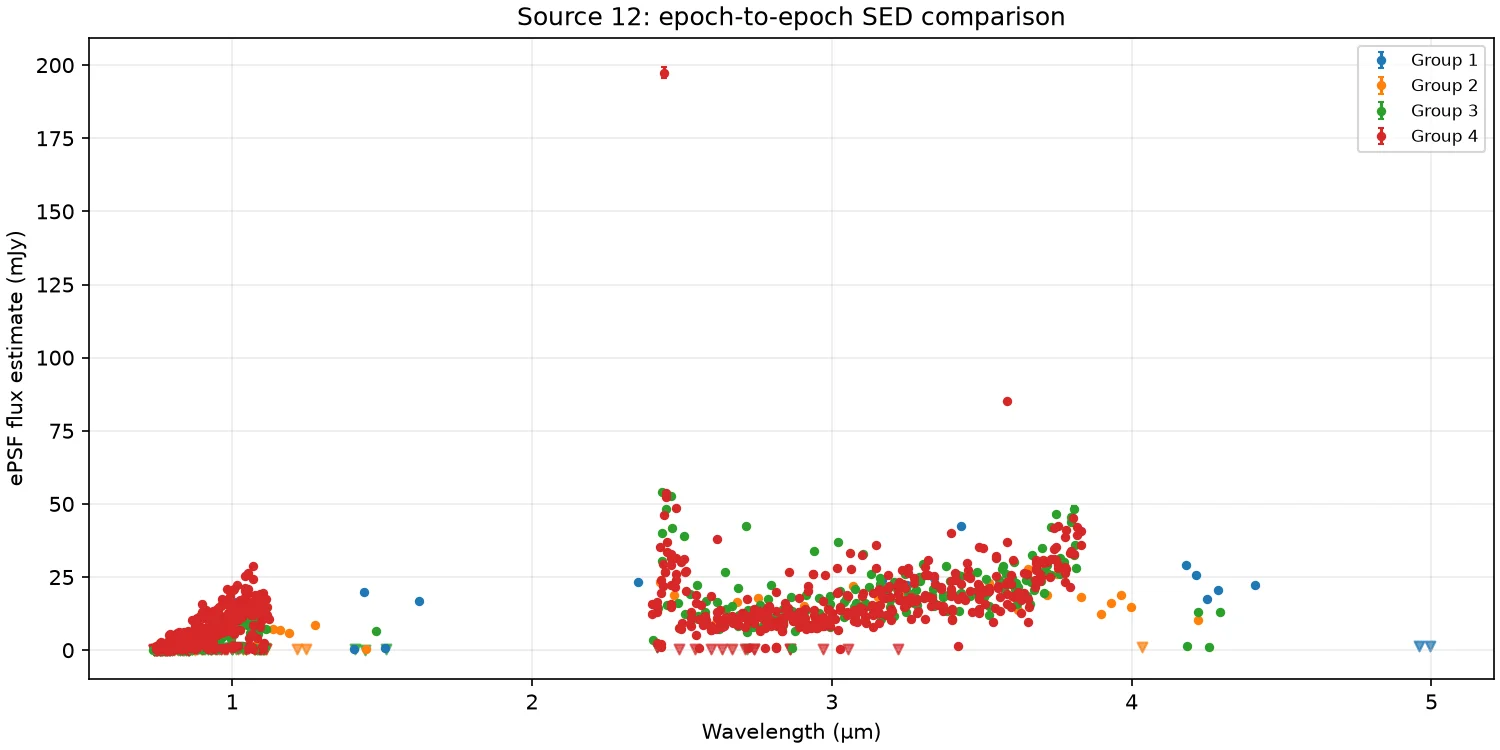 Source 12: epoch-to-epoch SED comparison
ePSF flux estimate (mJy)
200
175
150
125
100
75
50
25
0
Group 1
Group 2
Group 3
Group 4
1 2 3 4 5
Wavelength (µm)